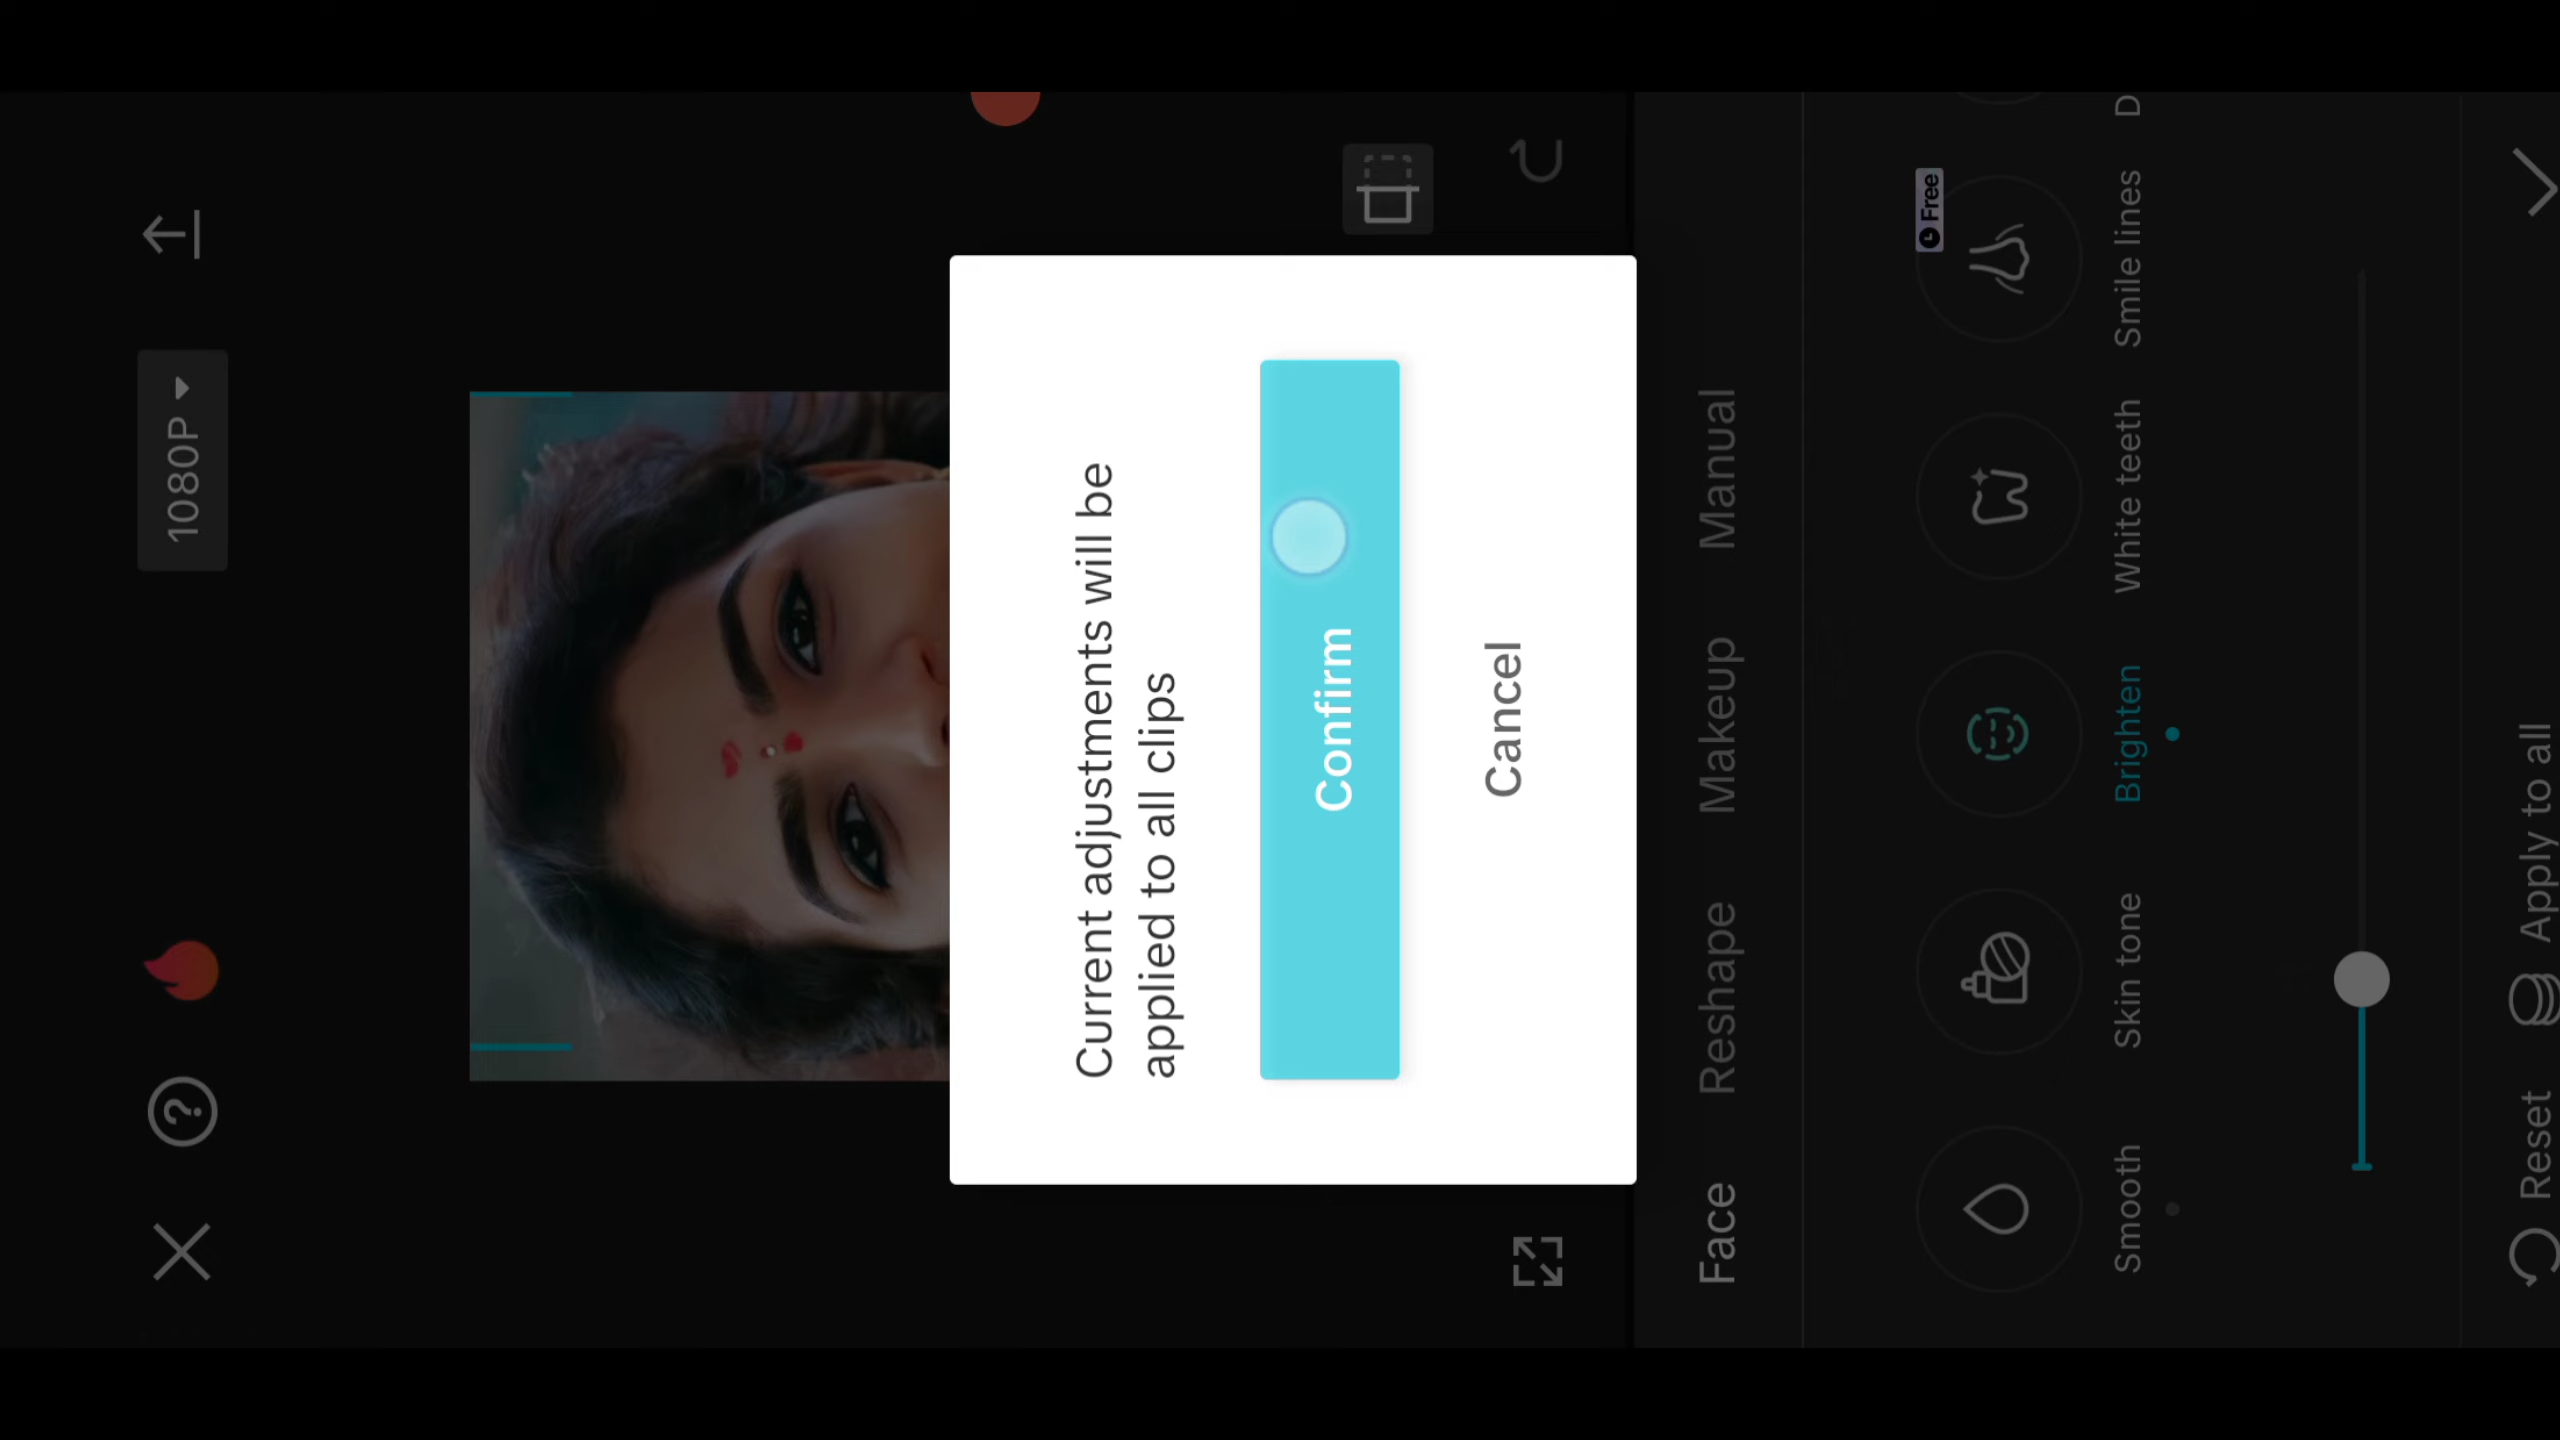 1080P
Current adjustments will be
applied to all clips
Confirm
Cancel
Face Reshape Makeup Manual
Free
Smooth Skin tone Brighten White teeth Smile lines D
Reset Apply to all